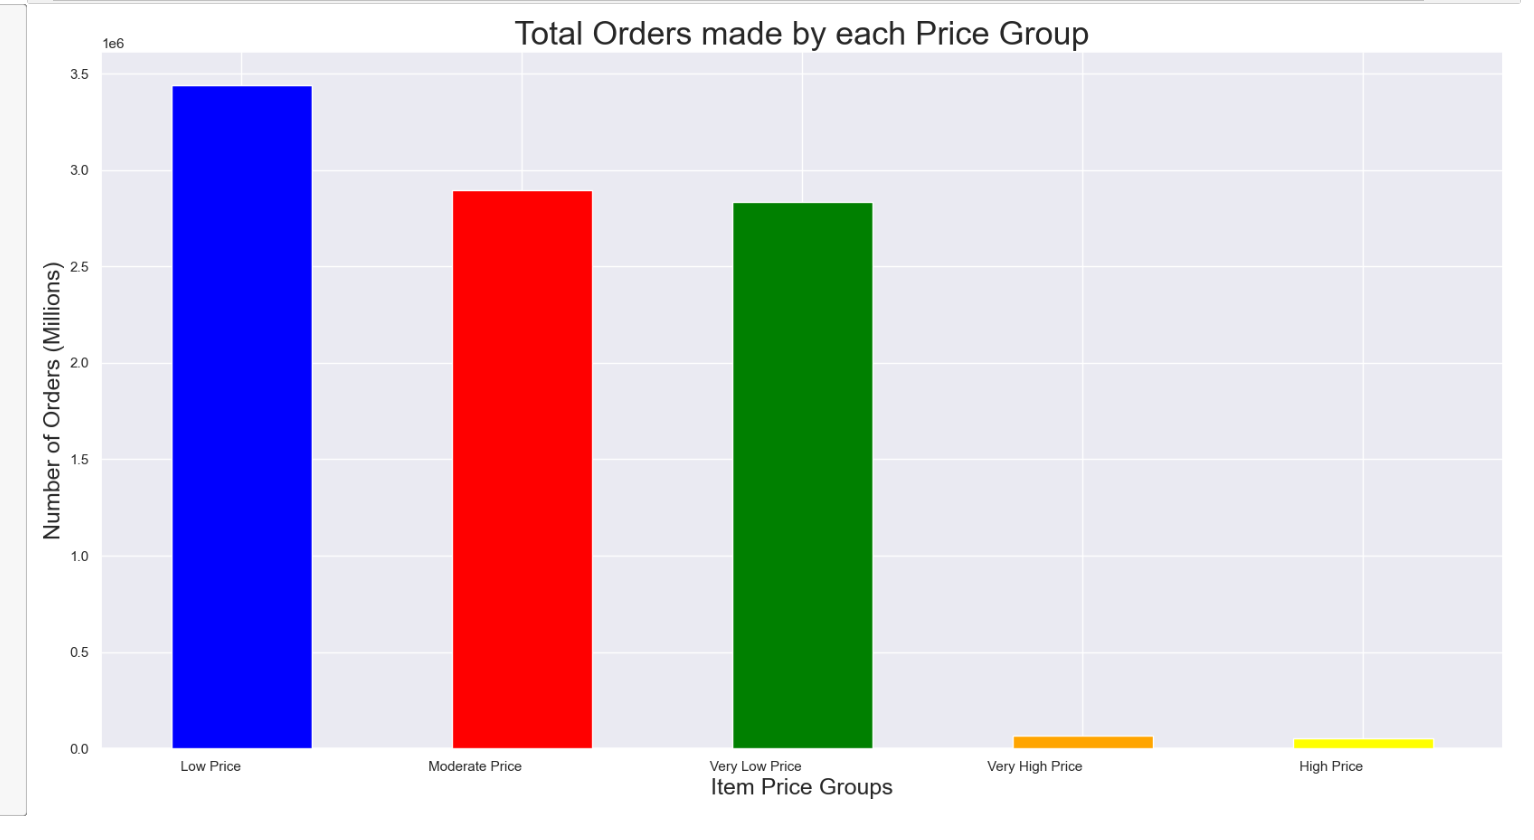 Total Orders made by each Price Group
1e6
3.5
3.0
2.5
2.0
1.5
1.0
0.5
0.0
Number of Orders (Millions)
Low Price
Moderate Price
Very Low Price
Very High Price
High Price
Item Price Groups